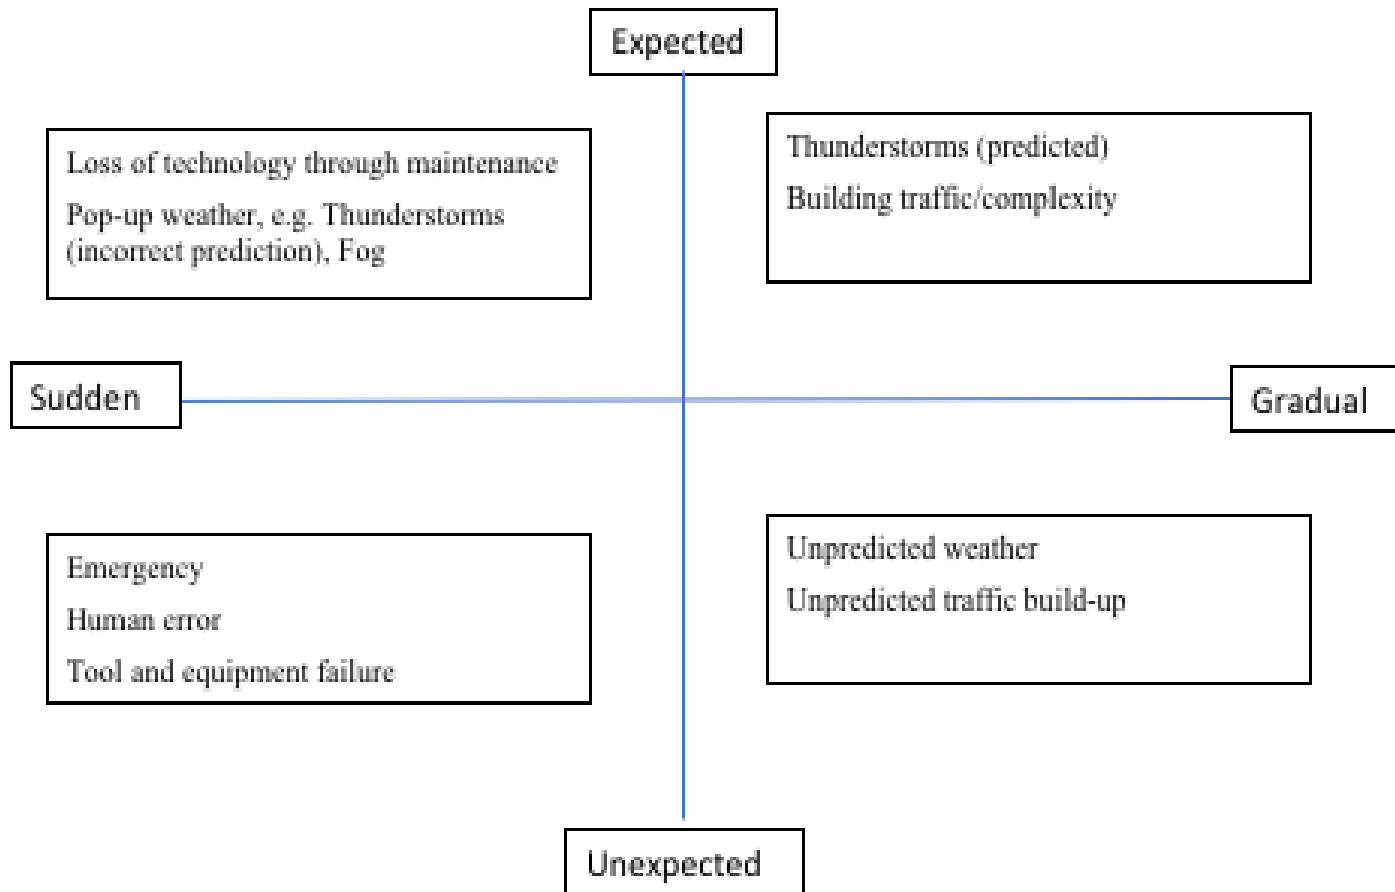 Expected
Loss of technology through maintenance
Pop-up weather, e.g. Thunderstorms
(incorrect prediction), Fog
Thunderstorms (predicted)
Building traffic/complexity
Sudden
Gradual
Emergency
Human error
Tool and equipment failure
Unpredicted weather
Unpredicted traffic build-up
Unexpected